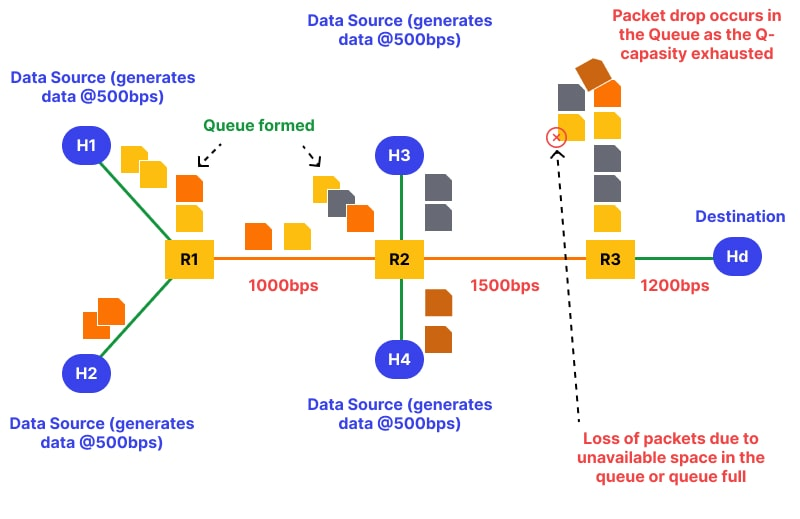 Data Source (generates
data @500bps)
Packet drop occurs in
the Queue as the Q-
capasity exhausted
Data Source (generates
data @500bps)
Queue formed
H1
H3
R1
1000bps
R2
1500bps
R3
1200bps
Destination
Hd
H2
H4
Data Source (generates
data @500bps)
Data Source (generates
data @500bps)
Loss of packets due to
unavailable space in the
queue or queue full